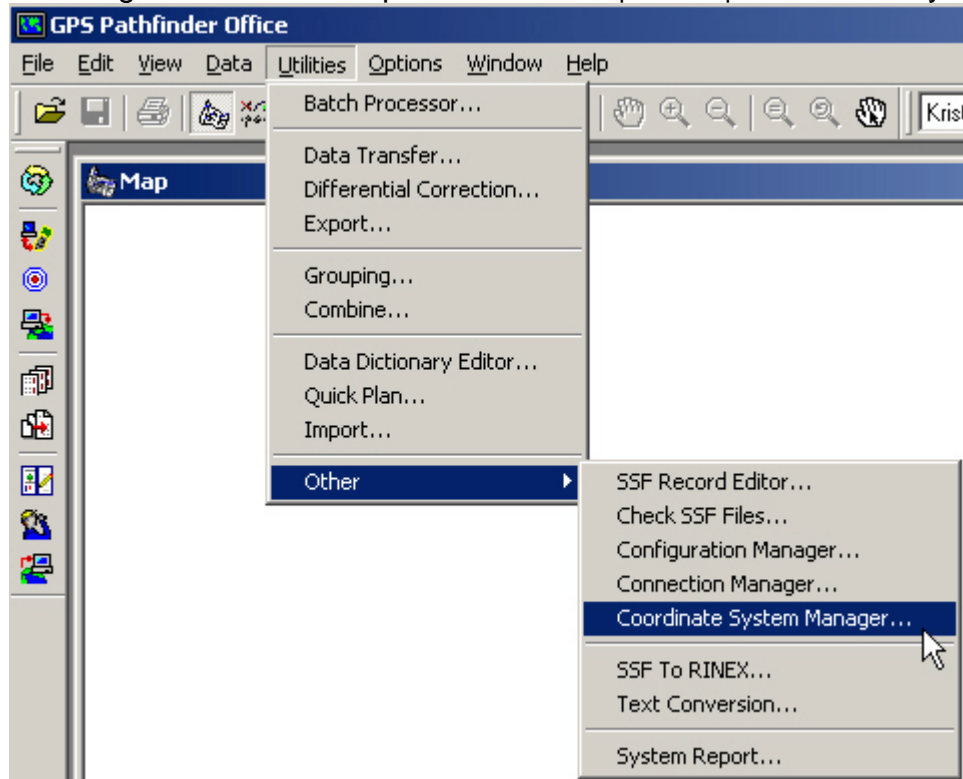 GPS Pathfinder Office
File Edit View Data Utilities Options Window Help
Batch Processor...
Data Transfer...
Differential Correction...
Export...
Grouping...
Combine...
Data Dictionary Editor...
Quick Plan...
Import...
Other
Map
SSF Record Editor...
Check SSF Files...
Configuration Manager...
Connection Manager...
Coordinate System Manager...
SSF To RINEX...
Text Conversion...
System Report...